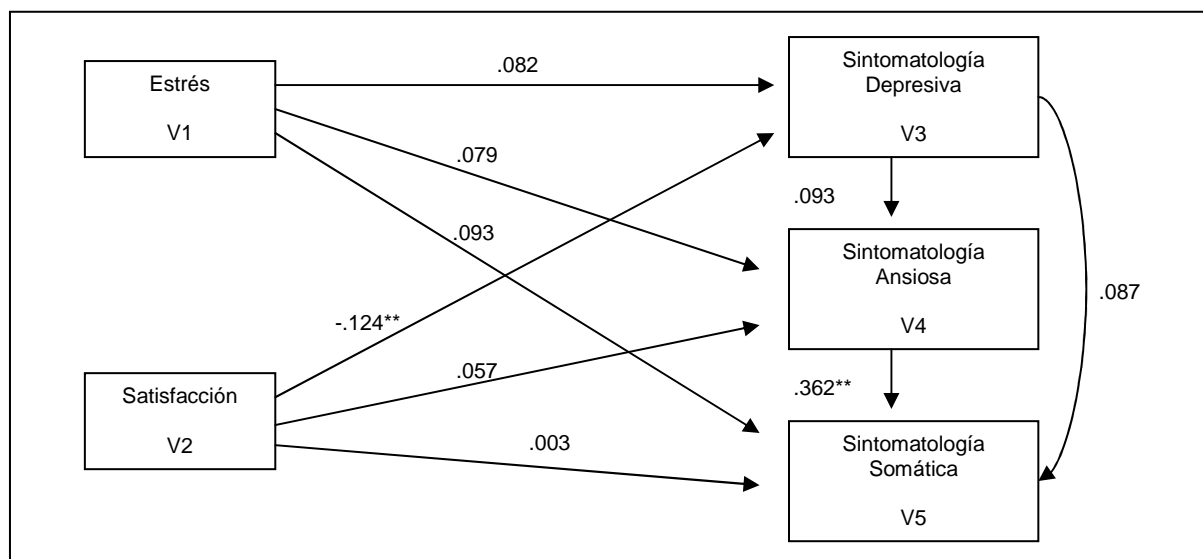 Estrés
V1
.082
Sintomatología
Depresiva
V3
.079
.093
.093
Sintomatología
Ansiosa
V4
.087
-.124**
.057
.362**
Satisfacción
V2
.003
Sintomatología
Somática
V5